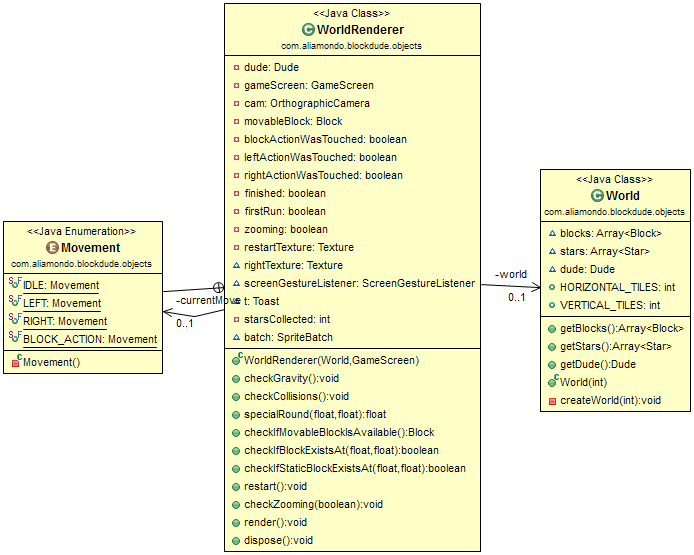 <<Java Class>>
WorldRenderer
com.aliamondo.blockdude.objects
dude: Dude
gameScreen: GameScreen
cam: OrthographicCamera
movableBlock: Block
blockActionWasTouched: boolean
leftActionWasTouched: boolean
rightActionWasTouched: boolean
finished: boolean
firstRun: boolean
zooming: boolean
restartTexture: Texture
rightTexture: Texture
screenGestureListener: ScreenGestureListener
t: Toast
starsCollected: int
batch: SpriteBatch
WorldRenderer(World,GameScreen)
checkGravity():void
checkCollisions():void
specialRound(float,float):float
checkIfMovableBlockIsAvailable():Block
checkIfBlockExistsAt(float,float):boolean
checkIfStaticBlockExistsAt(float,float):boolean
restart():void
checkZooming(boolean):void
render():void
dispose():void
<<Java Enumeration>>
Movement
com.aliamondo.blockdude.objects
IDLE: Movement
LEFT: Movement
RIGHT: Movement
BLOCK_ACTION: Movement
Movement()
-currentMove
0..1
-world
0..1
<<Java Class>>
World
com.aliamondo.blockdude.objects
blocks: Array<Block>
stars: Array<Star>
dude: Dude
HORIZONTAL_TILES: int
VERTICAL_TILES: int
getBlocks():Array<Block>
getStars():Array<Star>
getDude():Dude
World(int)
createWorld(int):void